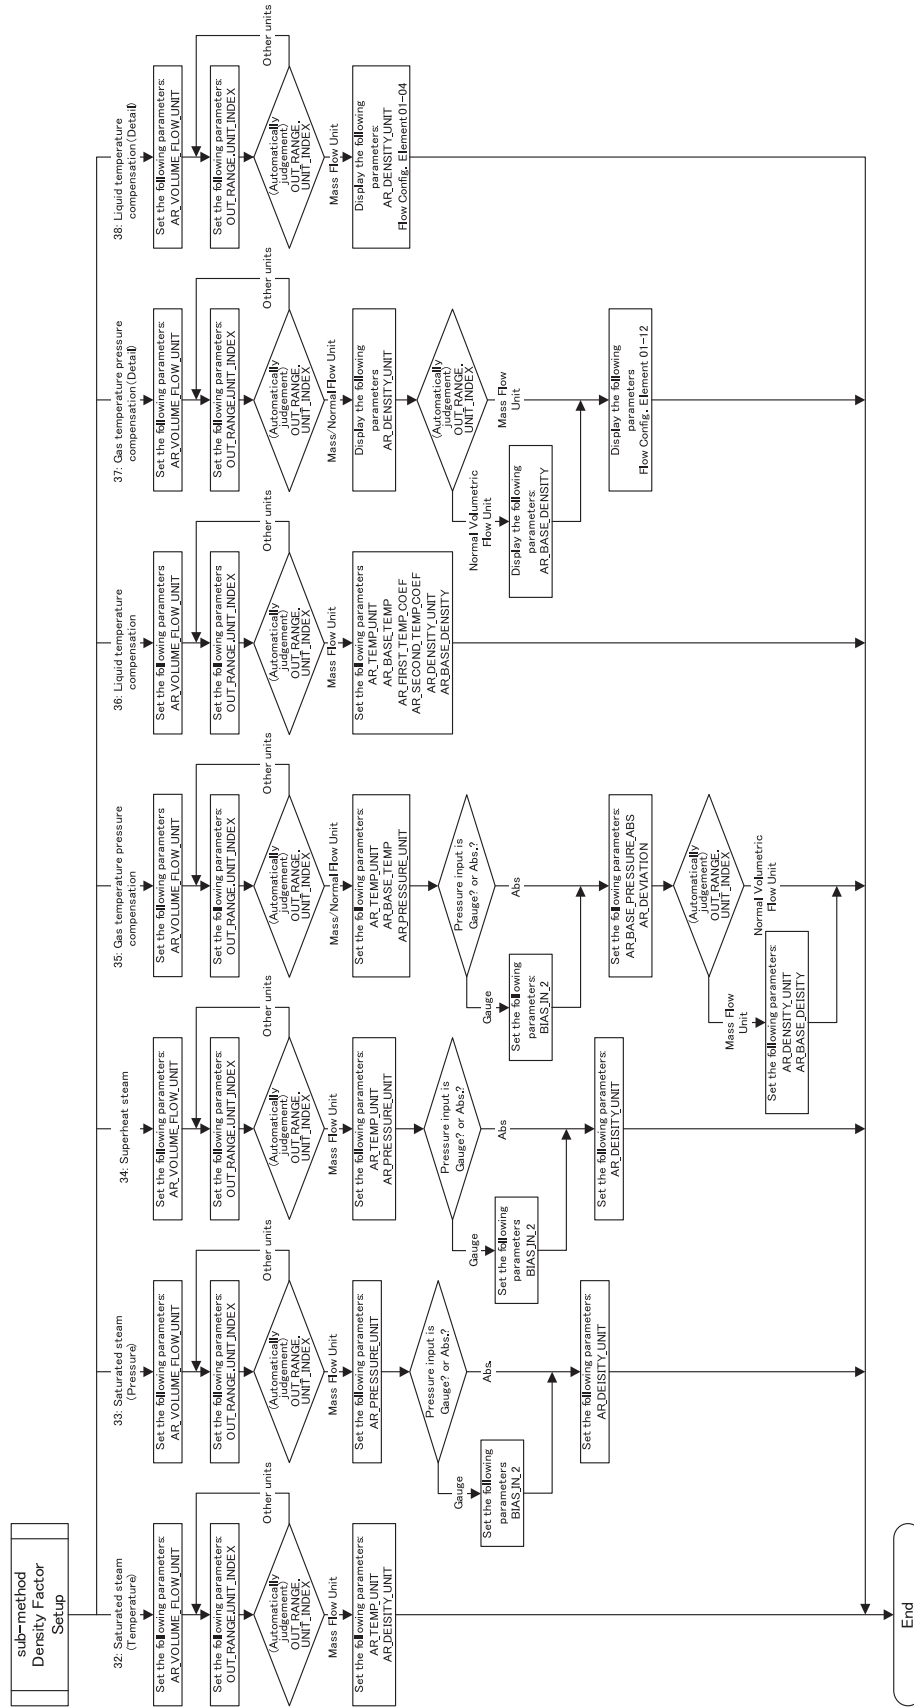 sub-method
Density Factor
Setup
32: Saturated steam
(Temperature)
Set the following parameters:
AR_VOLUME_FLOW_UNIT
Set the following parameters:
OUT_RANGE.UNIT_INDEX
(Automatically
judgement)
OUT_RANGE.
UNIT_INDEX
Other units
Mass Flow Unit
Set the following parameters:
AR_TEMP_UNIT
AR_DEISITY_UNIT
33: Saturated steam
(Pressure)
Set the following parameters:
AR_VOLUME_FLOW_UNIT
Set the following parameters:
OUT_RANGE.UNIT_INDEX
(Automatically
judgement)
OUT_RANGE.
UNIT_INDEX
Other units
Mass Flow Unit
Set the following parameters:
AR_PRESSURE_UNIT
Pressure input is
Gauge? or Abs.?
Gauge
Abs.
Set the following
parameters
BIAS_IN_2
Set the following parameters:
AR_DEISITY_UNIT
34: Superheat steam
Set the following parameters:
AR_VOLUME_FLOW_UNIT
Set the following parameters:
OUT_RANGE.UNIT_INDEX
(Automatically
judgement)
OUT_RANGE.
UNIT_INDEX
Other units
Mass Flow Unit
Set the following parameters:
AR_TEMP_UNIT
AR_PRESSURE_UNIT
Pressure input is
Gauge? or Abs.?
Gauge
Abs
Set the following
parameters
BIAS_IN_2
Set the following parameters:
AR_DEISITY_UNIT
35: Gas temperature pressure
compensation
Set the following parameters:
AR_VOLUME_FLOW_UNIT
Set the following parameters:
OUT_RANGE.UNIT_INDEX
(Automatically
judgement)
OUT_RANGE.
UNIT_INDEX
Other units
Mass/Normal Flow Unit
Set the following parameters:
AR_TEMP_UNIT
AR_BASE_TEMP
AR_PRESSURE_UNIT
Pressure input is
Gauge? or Abs.?
Gauge
Abs
Set the following
parameters:
BIAS_IN_2
Set the following parameters:
AR_BASE_PRESSURE_ABS
AR_DEVIATION
(Automatically
judgement)
OUT_RANGE.
UNIT_INDEX
Mass Flow
Unit
Normal Volumetric
Flow Unit
Set the following parameters:
AR_DENSITY_UNIT
AR_BASE_DEISITY
36: Liquid temperature
compensation
Set the following parameters
AR_VOLUME_FLOW_UNIT
Set the following parameters:
OUT_RANGE.UNIT_INDEX
(Automatically
judgement)
OUT_RANGE.
UNIT_INDEX
Other units
Mass Flow Unit
Set the following parameters
AR_TEMP_UNIT
AR_BASE_TEMP
AR_FIRST_TEMP_COEF
AR_SECOND_TEMP_COEF
AR_DENSITY_UNIT
AR_BASE_DENSITY
37: Gas temperature pressure
compensation(Detail)
Set the following parameters:
AR_VOLUME_FLOW_UNIT
Set the following parameters:
OUT_RANGE.UNIT_INDEX
(Automatically
judgement)
OUT_RANGE.
UNIT_INDEX
Other units
Mass/Normal Flow Unit
Display the following
parameters
AR_DENSITY_UNIT
(Automatically
judgement)
OUT_RANGE.
UNIT_INDEX
Normal Volumetric
Flow Unit
Mass Flow
Unit
Display the following
parameters:
AR_BASE_DENSITY
Display the following
parameters
Flow Config. Element 01-12
38: Liquid temperature
compensation(Detail)
Set the following parameters:
AR_VOLUME_FLOW_UNIT
Set the following parameters:
OUT_RANGE.UNIT_INDEX
(Automatically
judgement)
OUT_RANGE.
UNIT_INDEX
Other units
Mass Flow Unit
Display the following
parameters:
AR_DENSITY_UNIT
Flow Config. Element 01-04
End